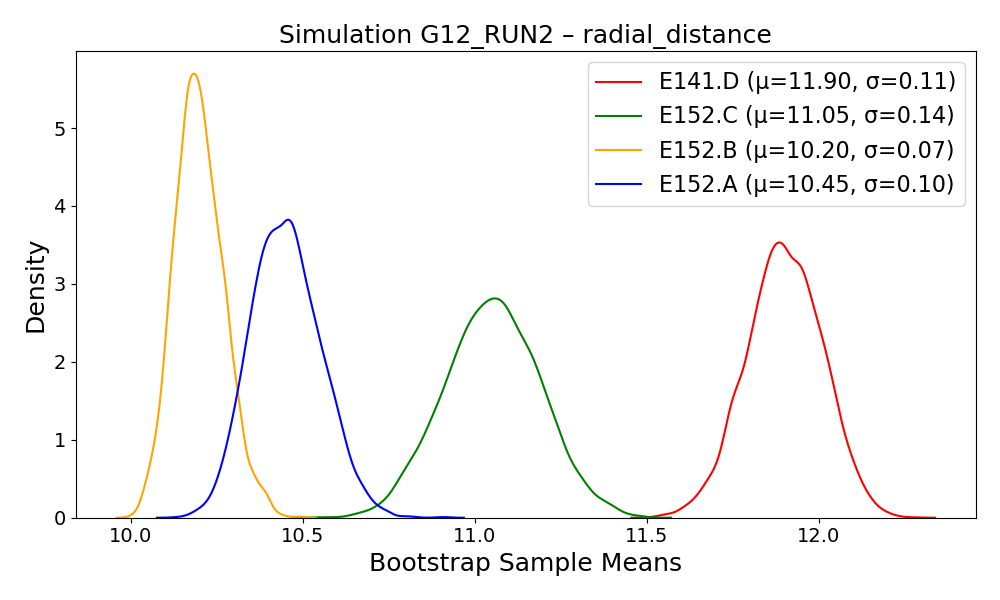 Simulation G12_RUN2 – radial_distance
E141.D (μ=11.90, σ=0.11)
E152.C (μ=11.05, σ=0.14)
E152.B (μ=10.20, σ=0.07)
E152.A (μ=10.45, σ=0.10)
Density
5
4
3
2
1
0
10.0 10.5 11.0 11.5 12.0
Bootstrap Sample Means